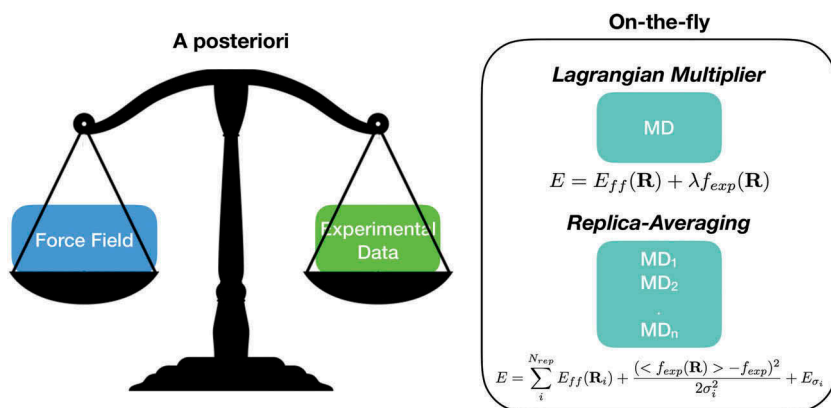 A posteriori
Force Field
Experimental
Data
On-the-fly
Lagrangian Multiplier
MD
E = E_{ff}(R) + λf_{exp}(R)
Replica-Averaging
MD₁
MD₂
.
MDₙ
E = \sum_{i}^{N_{rep}} E_{ff}(R_i) + \frac{(< f_{exp}(R) > -f_{exp})^2}{2σ_i^2} + E_{σ_i}